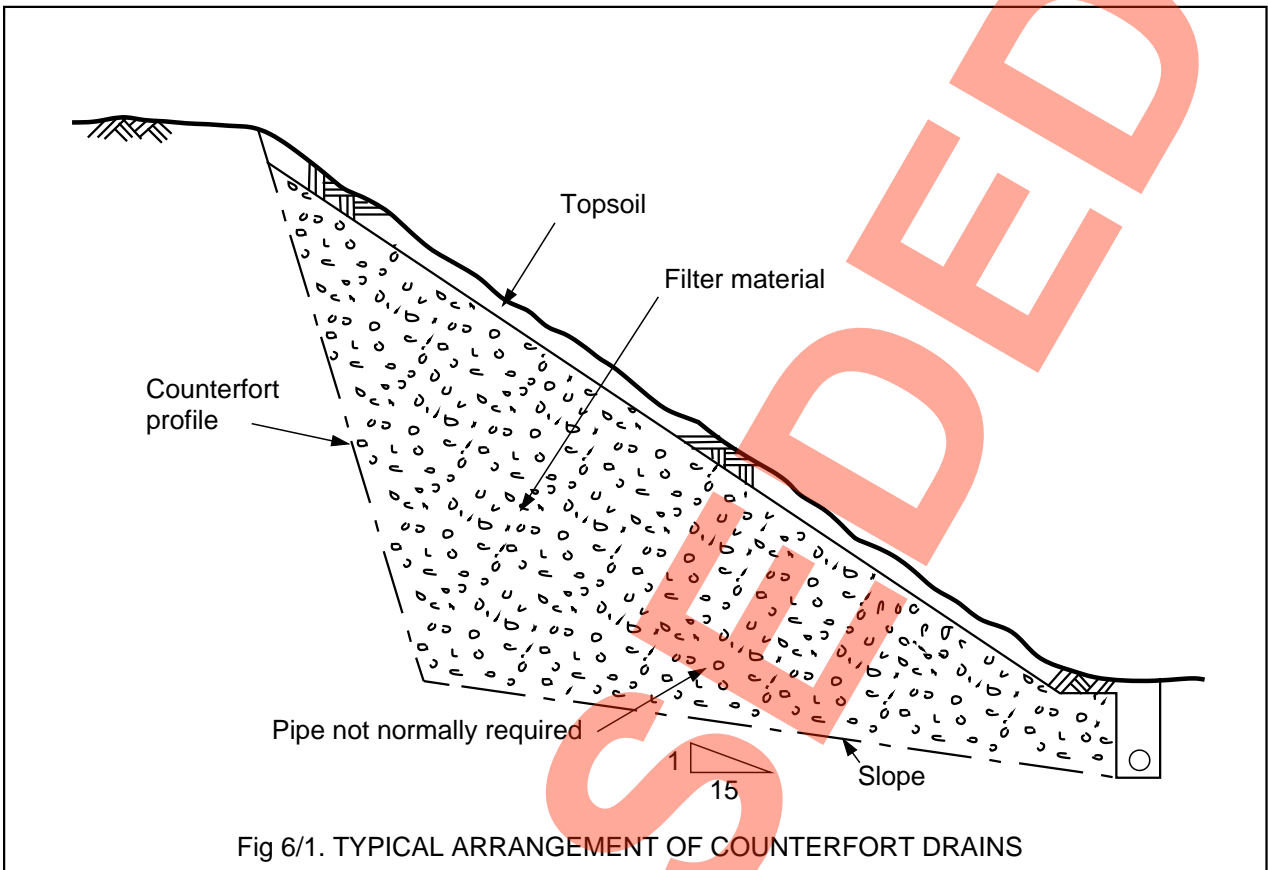 Topsoil
Filter material
Counterfort
profile
Pipe not normally required
1
15
Slope
Fig 6/1. TYPICAL ARRANGEMENT OF COUNTERFORT DRAINS
SEDED